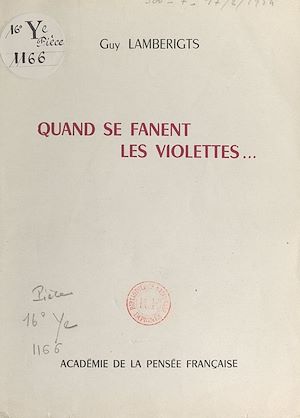 16° Ye
Pièce
1166
Guy LAMBERIGTS
QUAND SE FANENT
LES VIOLETTES...
Pièce
16° Ye
1166
ACADÉMIE DE LA PENSÉE FRANÇAISE